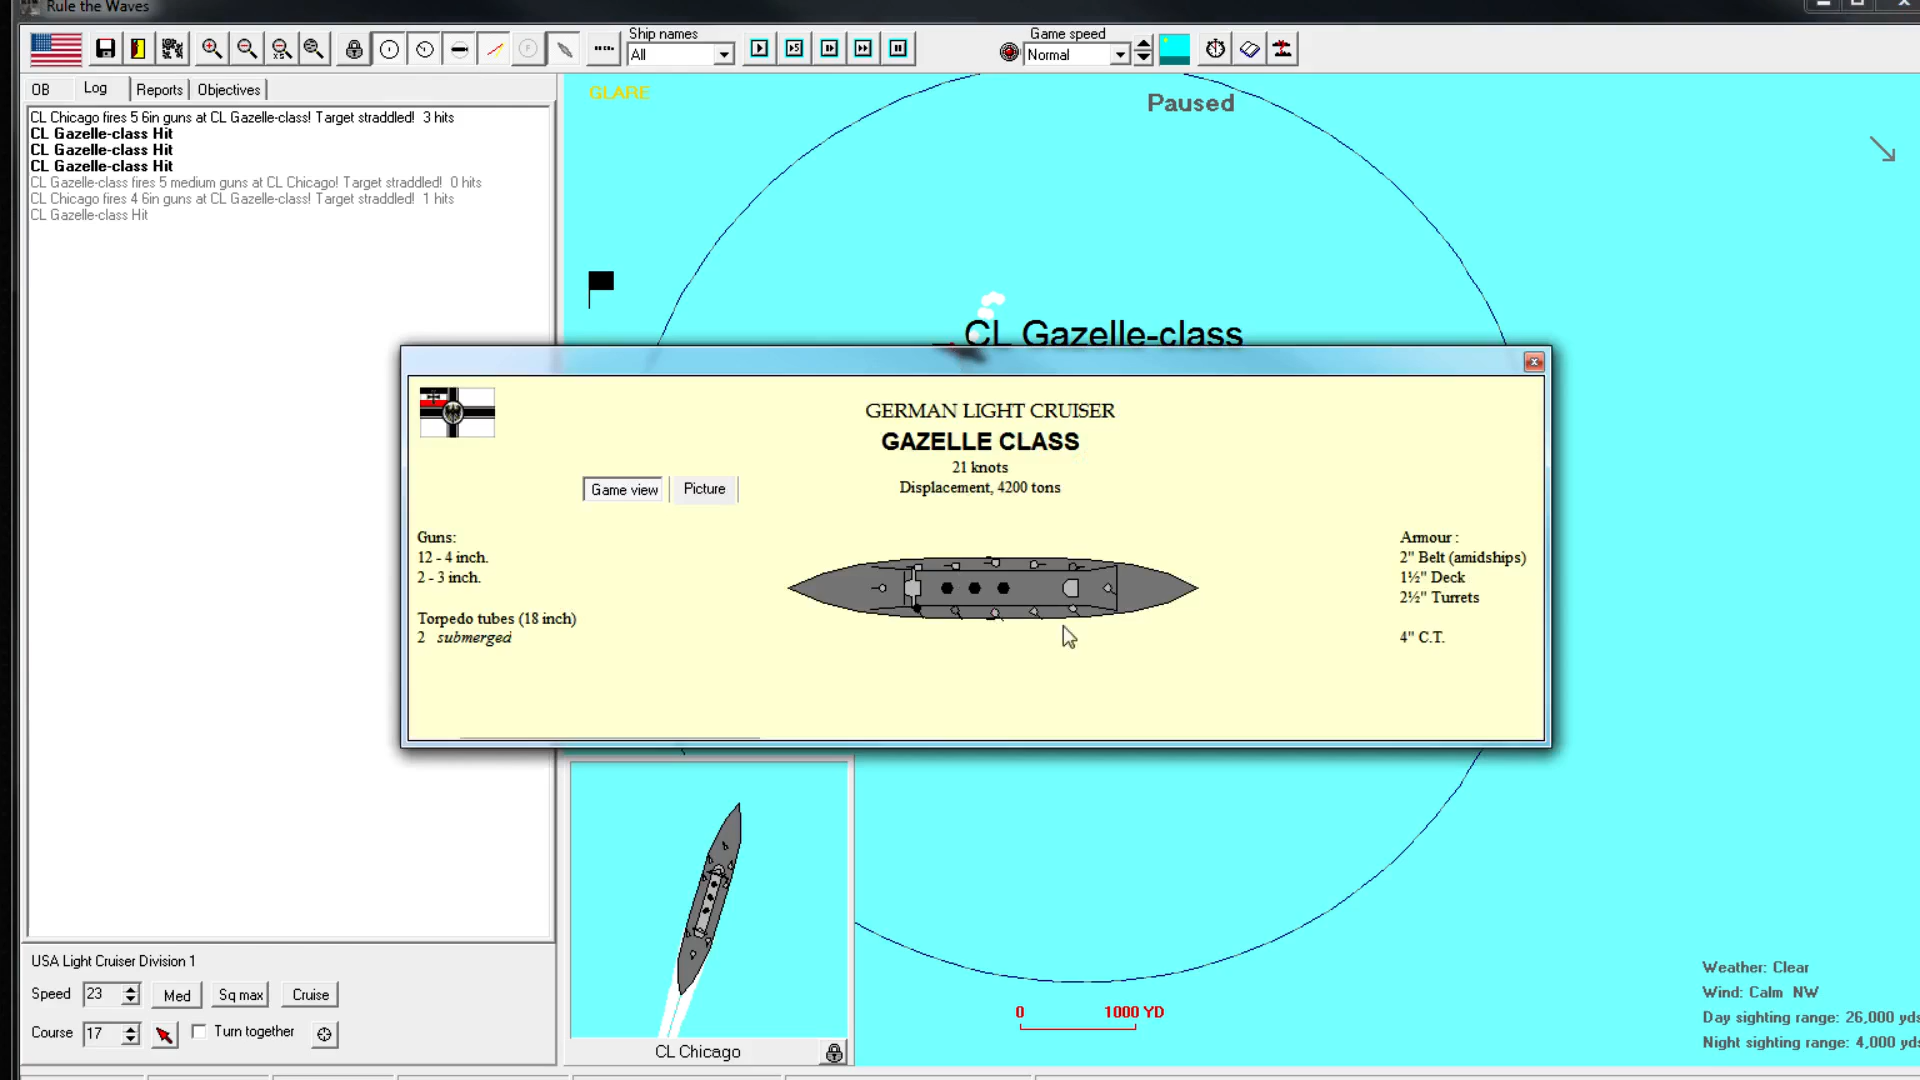 Rule the Waves
Ship names
All
Game speed
Normal
OB
Log
Reports
Objectives
CL Chicago fires 5 6in guns at CL Gazelle-class! Target straddled! 3 hits
CL Gazelle-class Hit
CL Gazelle-class Hit
CL Gazelle-class Hit
CL Gazelle-class fires 5 medium guns at CL Chicago! Target straddled! 0 hits
CL Chicago fires 4 6in guns at CL Gazelle-class! Target straddled! 1 hits
CL Gazelle-class Hit
GLARE
Paused
CL Gazelle-class
GERMAN LIGHT CRUISER
GAZELLE CLASS
21 knots
Displacement, 4200 tons
Game view
Picture
Guns:
12 - 4 inch.
2 - 3 inch.
Torpedo tubes (18 inch)
2 submerged
Armour :
2" Belt (amidships)
1½" Deck
2½" Turrets
4" C.T.
USA Light Cruiser Division 1
Speed 23 Med Sq max Cruise
Course 17 Turn together
CL Chicago
0 1000 YD
Weather: Clear
Wind: Calm NW
Day sighting range: 26,000 yds
Night sighting range: 4,000 yds